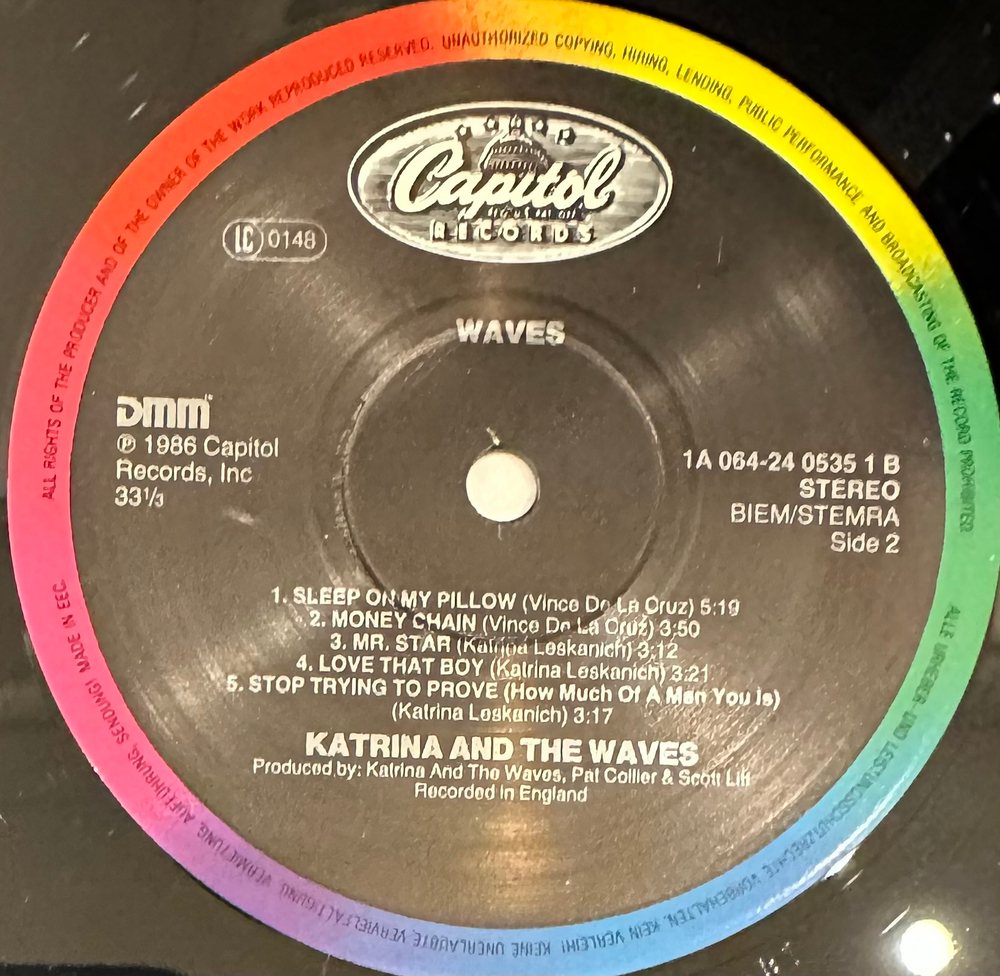 ALL RIGHTS OF THE PRODUCER AND OF THE OWNER OF THE WORK REPRODUCED RESERVED. UNAUTHORIZED COPYING, HIRING, LENDING, PUBLIC PERFORMANCE AND BROADCASTING OF THE RECORD PROHIBITED
Capitol
RECORDS
LC 0148
WAVES
DMM
℗ 1986 Capitol
Records, Inc
33⅓
1A 064-24 0535 1 B
STEREO
BIEM/STEMRA
Side 2
1. SLEEP ON MY PILLOW (Vince De La Cruz) 5:19
2. MONEY CHAIN (Vince De La Cruz) 3:50
3. MR. STAR (Katrina Leskanich) 3:12
4. LOVE THAT BOY (Katrina Leskanich) 3:21
5. STOP TRYING TO PROVE (How Much Of A Man You Is)
(Katrina Leskanich) 3:17
KATRINA AND THE WAVES
Produced by: Katrina And The Waves, Pat Collier & Scott Litt
Recorded in England
ALLE URHEBER- UND LEISTUNGSSCHUTZRECHTE VORBEHALTEN. KEIN VERLEIH! KEINE UNERLAUBTE VERVIELFÄLTIGUNG, VERMIETUNG, AUFFÜHRUNG, SENDUNG! MADE IN EEC.